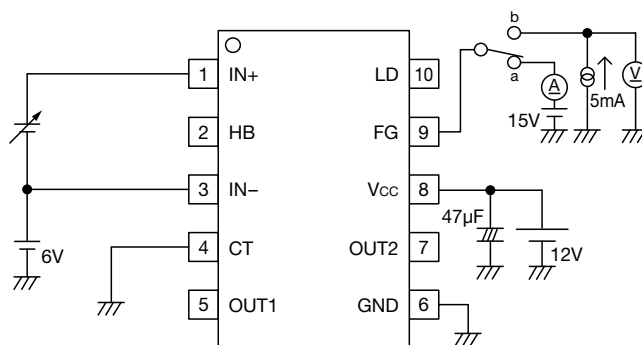 b
a
A
V
5mA
15V
1 IN+
LD 10
2 HB
FG 9
3 IN−
VCC 8
47μF
12V
6V
4 CT
OUT2 7
5 OUT1
GND 6